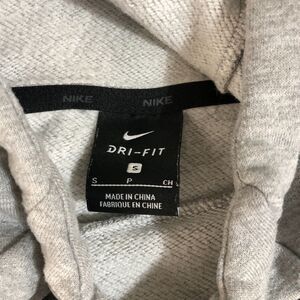 NIKE NIKE
DRI-FIT
S
S P CH
MADE IN CHINA
FABRIQUÉ EN CHINE